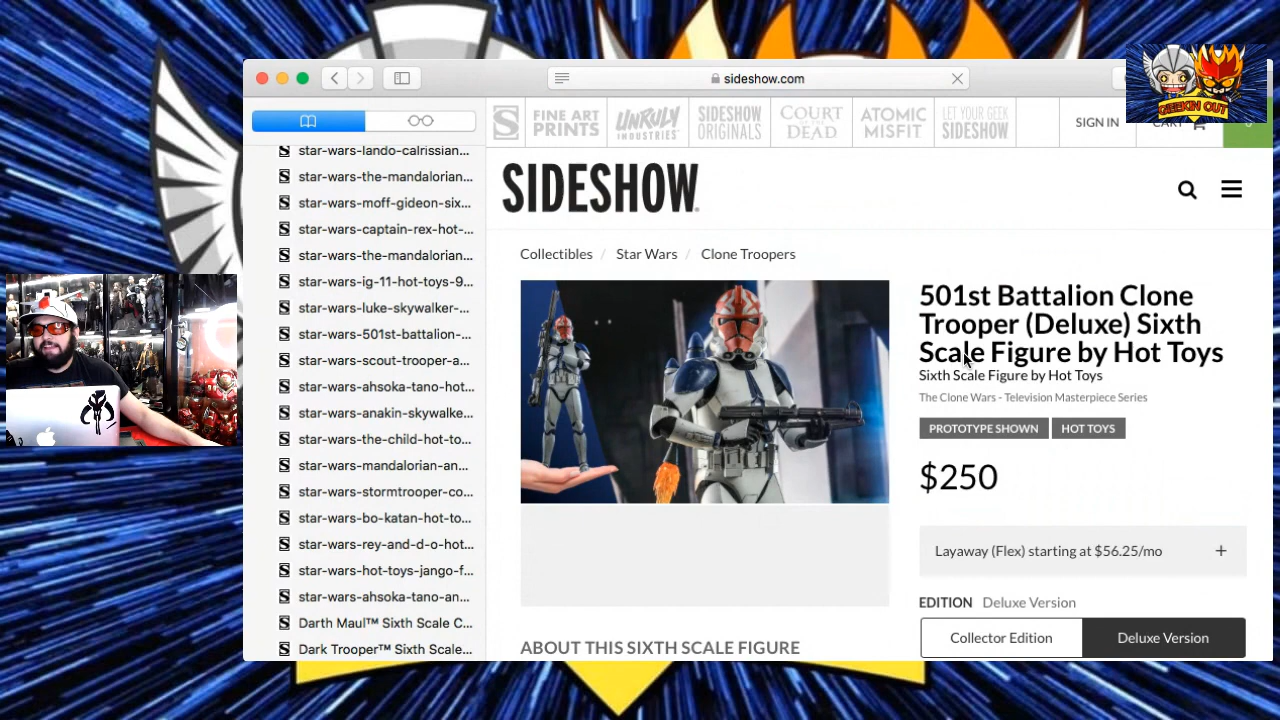 sideshow.com
GEEKIN OUT
FINE ART PRINTS
UNRULY INDUSTRIES
SIDESHOW ORIGINALS
COURT OF THE DEAD
ATOMIC MISFIT
LET YOUR GEEK SIDESHOW
SIGN IN
SIDESHOW
star-wars-lando-calrissian...
star-wars-the-mandalorian...
star-wars-moff-gideon-six...
star-wars-captain-rex-hot-...
star-wars-the-mandalorian...
star-wars-ig-11-hot-toys-9...
star-wars-luke-skywalker-...
star-wars-501st-battalion-...
star-wars-scout-trooper-a...
star-wars-ahsoka-tano-hot...
star-wars-anakin-skywalke...
star-wars-the-child-hot-to...
star-wars-mandalorian-an...
star-wars-stormtrooper-co...
star-wars-bo-katan-hot-to...
star-wars-rey-and-d-o-hot...
star-wars-hot-toys-jango-f...
star-wars-ahsoka-tano-an...
Darth Maul™ Sixth Scale C...
Dark Trooper™ Sixth Scale...
Collectibles / Star Wars / Clone Troopers
501st Battalion Clone
Trooper (Deluxe) Sixth
Scale Figure by Hot Toys
Sixth Scale Figure by Hot Toys
The Clone Wars - Television Masterpiece Series
PROTOTYPE SHOWN
HOT TOYS
$250
Layaway (Flex) starting at $56.25/mo +
EDITION Deluxe Version
Collector Edition
Deluxe Version
ABOUT THIS SIXTH SCALE FIGURE